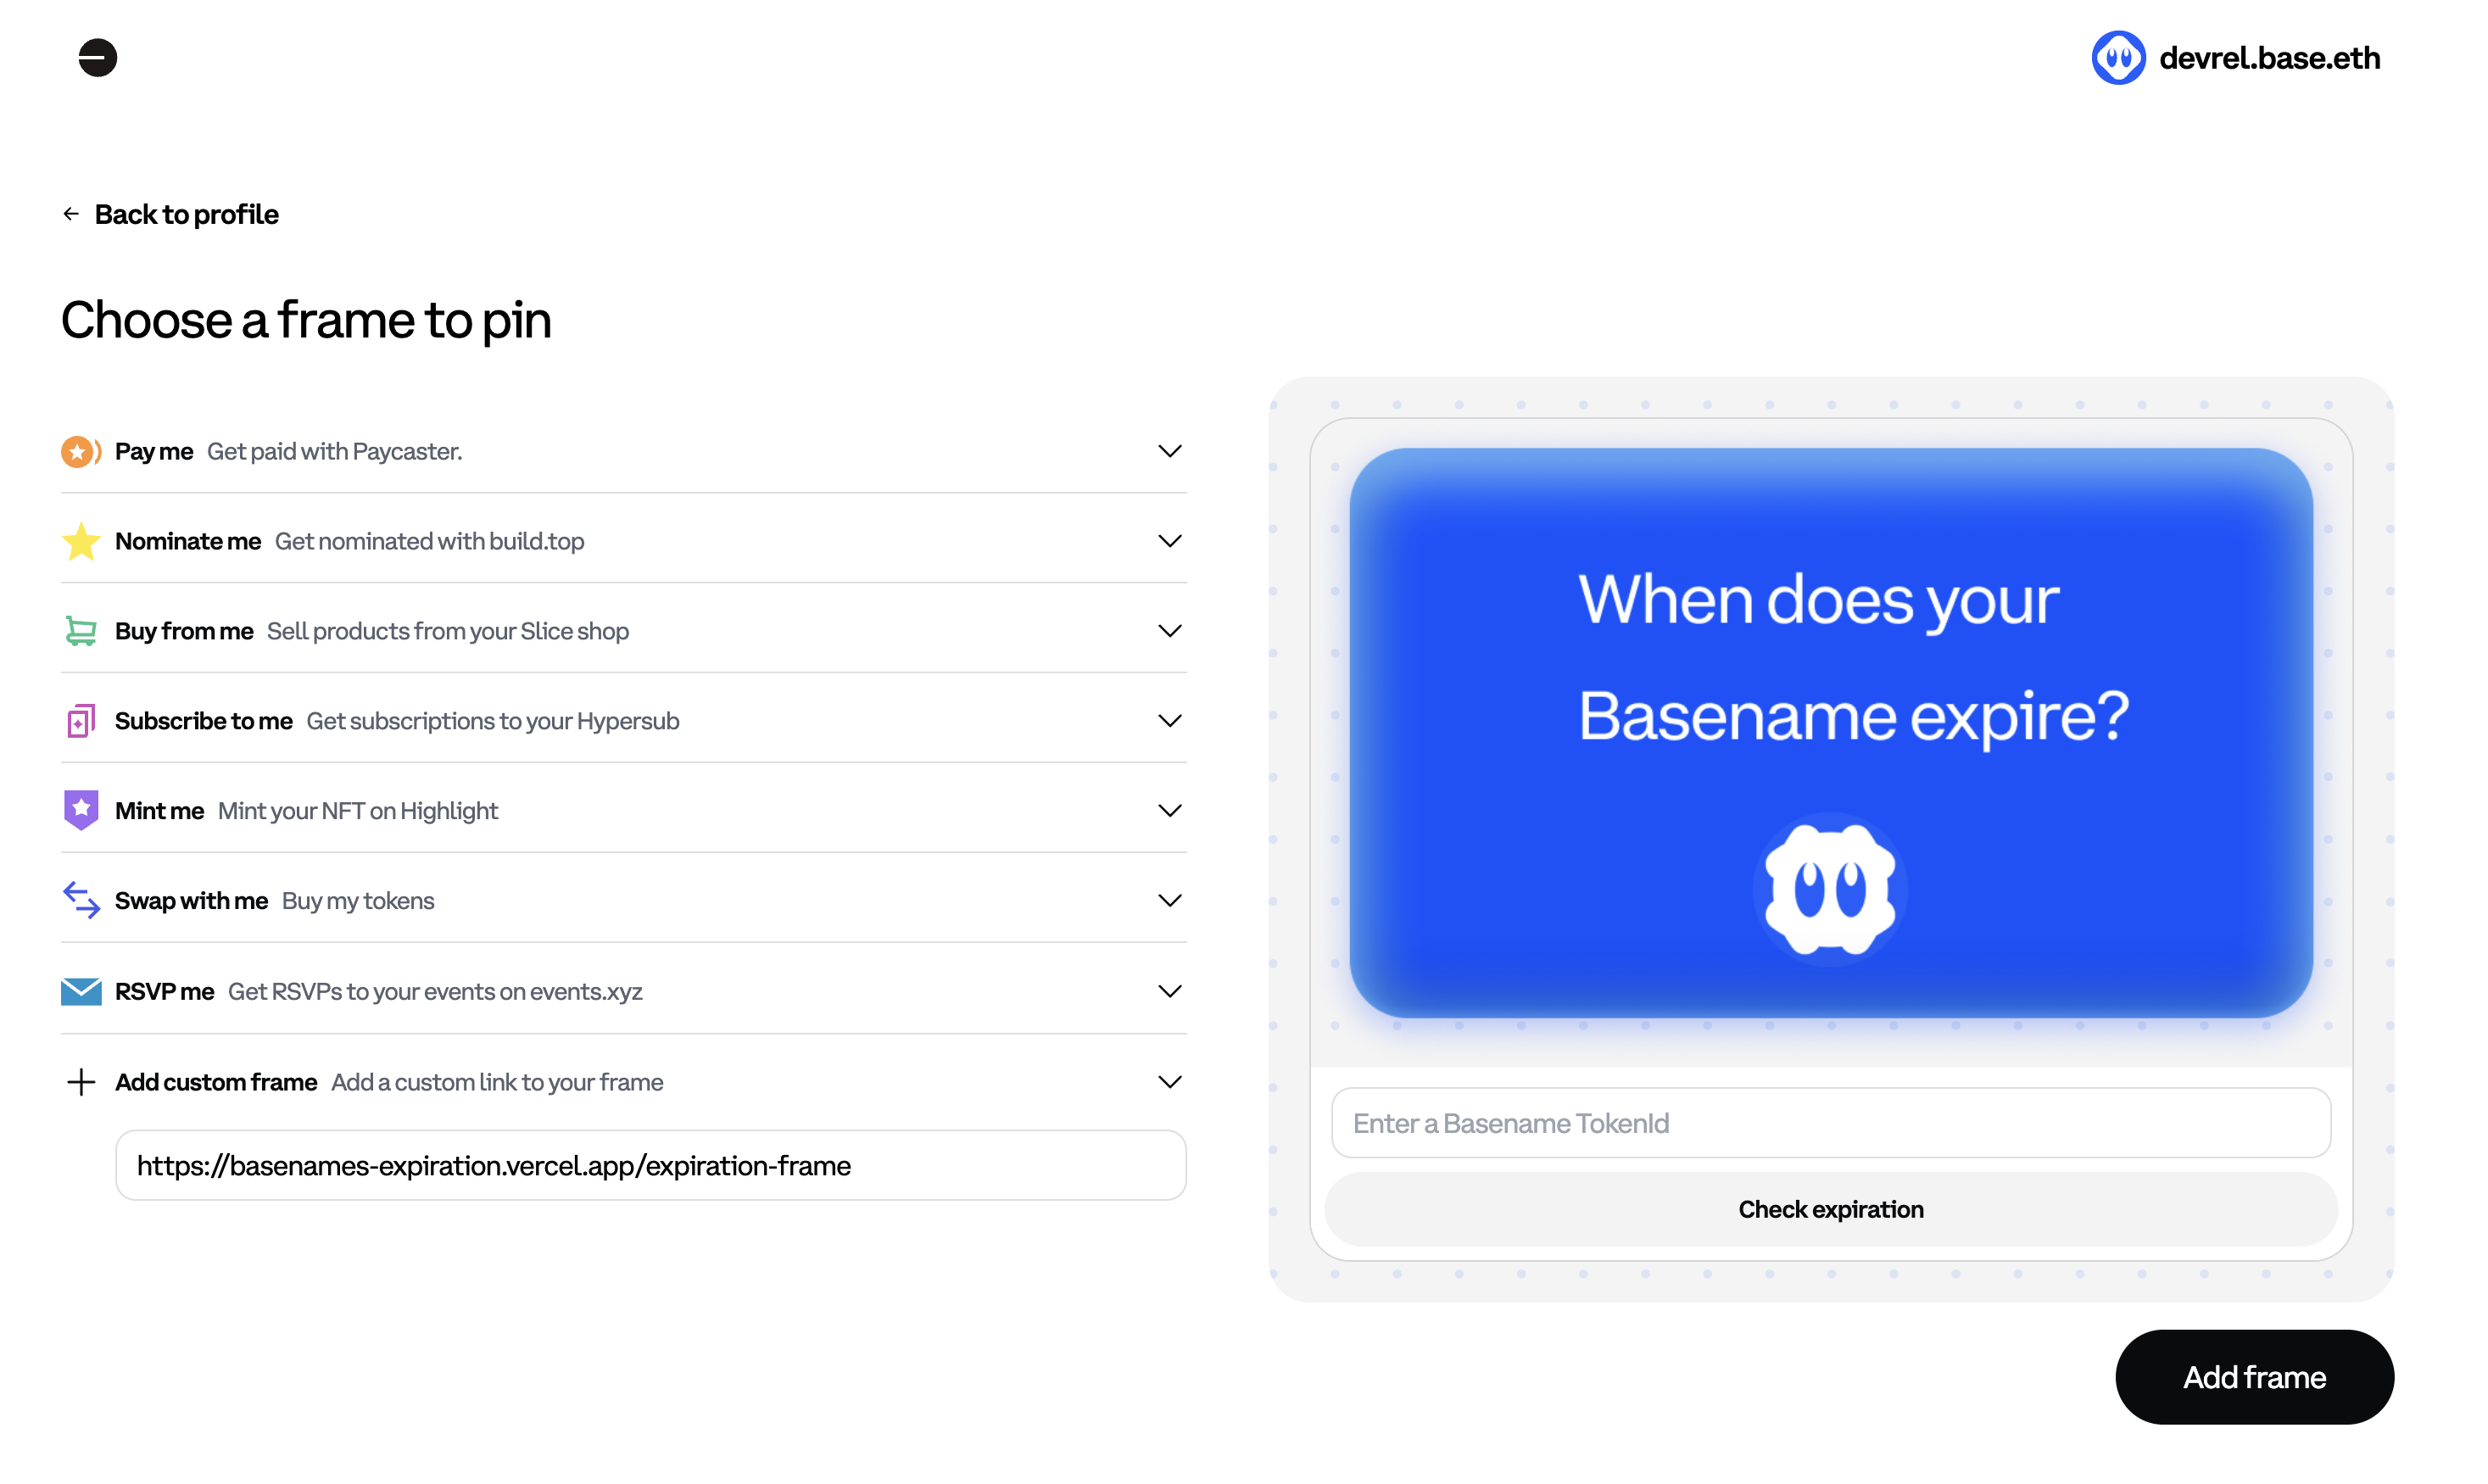 devrel.base.eth
Back to profile
Choose a frame to pin
Pay me Get paid with Paycaster.
Nominate me Get nominated with build.top
Buy from me Sell products from your Slice shop
Subscribe to me Get subscriptions to your Hypersub
Mint me Mint your NFT on Highlight
Swap with me Buy my tokens
RSVP me Get RSVPs to your events on events.xyz
Add custom frame Add a custom link to your frame
https://basenames-expiration.vercel.app/expiration-frame
When does your
Basename expire?
Enter a Basename TokenId
Check expiration
Add frame